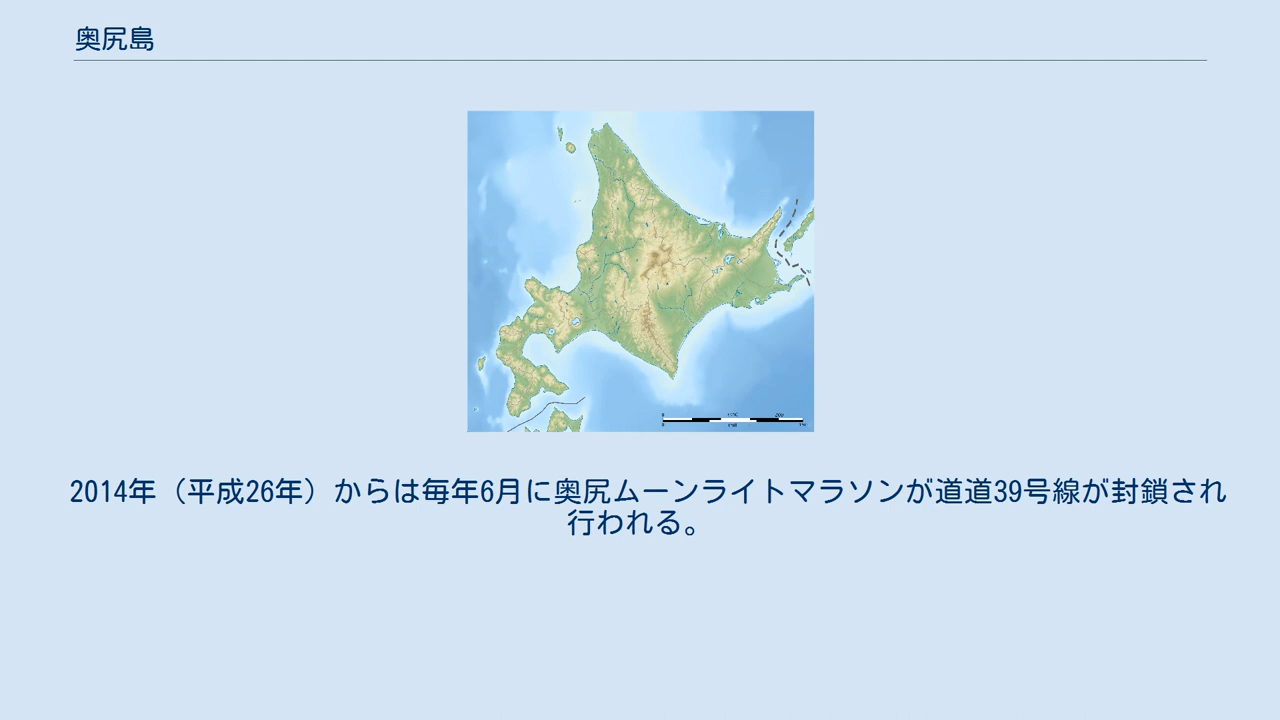 奥尻島
2014年（平成26年）からは毎年6月に奥尻ムーンライトマラソンが道道39号線が封鎖され
行われる。